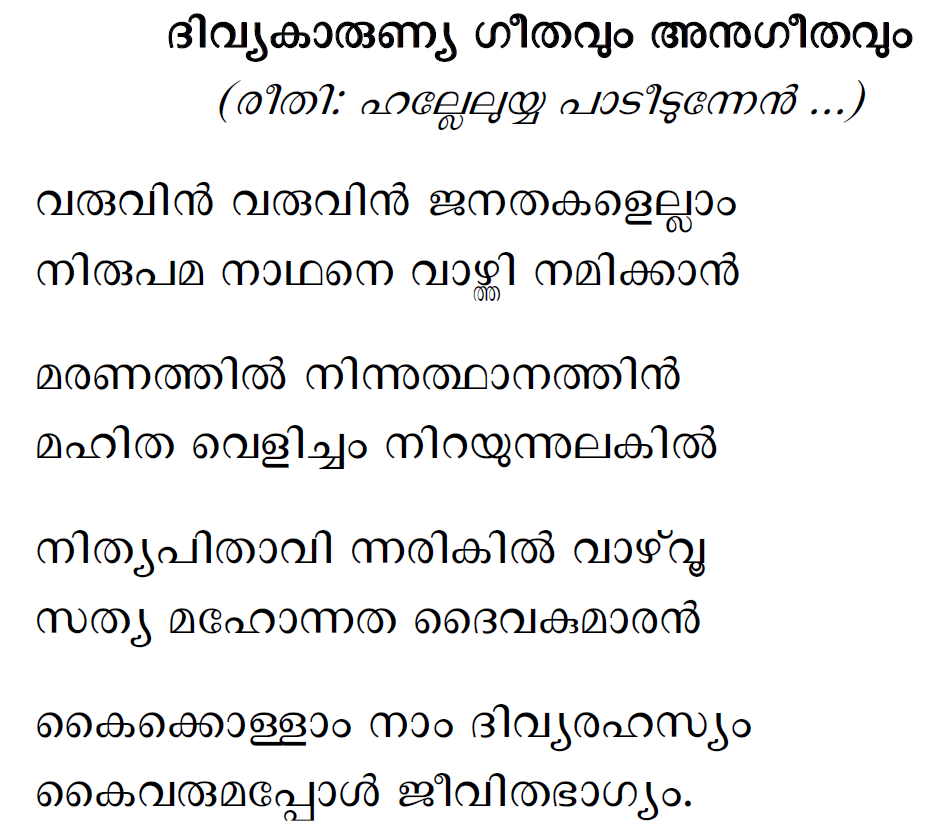 ദിവ്യകാരുണ്യ ഗീതവും അനുഗീതവും
(രീതി: ഹല്ലേലുയ്യ പാടീടുന്നേൻ ...)
വരുവിൻ വരുവിൻ ജനതകളെല്ലാം
നിരുപമ നാഥനെ വാഴ്ത്തി നമിക്കാൻ
മരണത്തിൽ നിന്നുത്ഥാനത്തിൻ
മഹിത വെളിച്ചം നിറയുന്നുലകിൽ
നിത്യപിതാവി ന്നരികിൽ വാഴ്‌വൂ
സത്യ മഹോന്നത ദൈവകുമാരൻ
കൈക്കൊള്ളാം നാം ദിവ്യരഹസ്യം
കൈവരുമപ്പോൾ ജീവിതഭാഗ്യം.